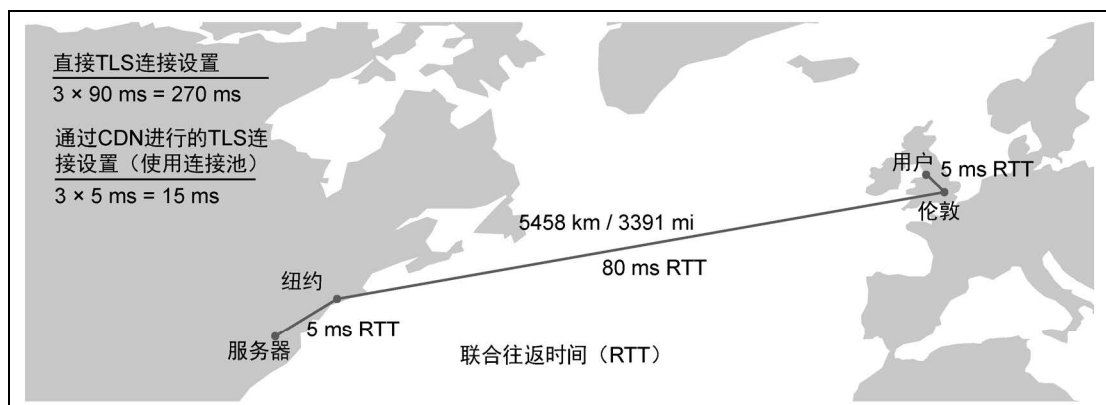 直接TLS连接设置
3 × 90 ms = 270 ms
通过CDN进行的TLS连
接设置（使用连接池）
3 × 5 ms = 15 ms
用户
5 ms RTT
伦敦
5458 km / 3391 mi
80 ms RTT
纽约
5 ms RTT
服务器
联合往返时间（RTT）